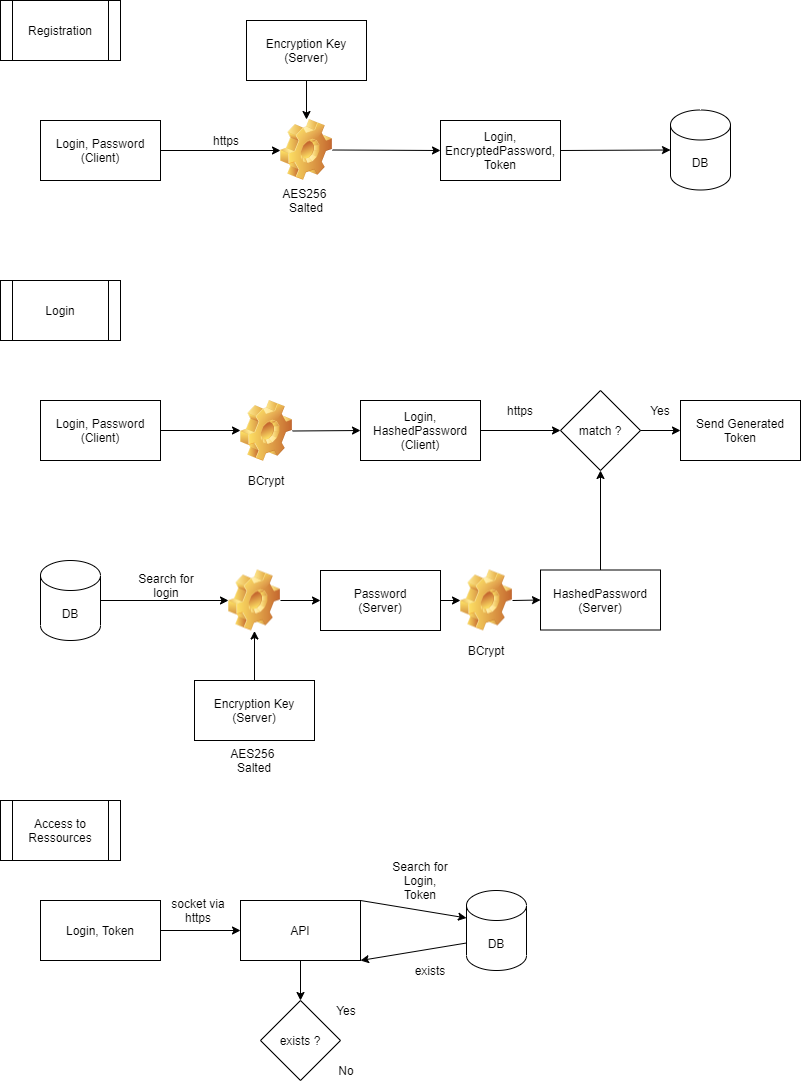 Registration
Encryption Key
(Server)
Login, Password
(Client)
https
AES256
Salted
Login,
EncryptedPassword,
Token
DB
Login
Login, Password
(Client)
BCrypt
Login,
HashedPassword
(Client)
https
match ?
Yes
Send Generated
Token
DB
Search for
login
Password
(Server)
BCrypt
HashedPassword
(Server)
Encryption Key
(Server)
AES256
Salted
Access to
Ressources
Login, Token
socket via
https
API
Search for
Login,
Token
DB
exists
exists ?
Yes
No